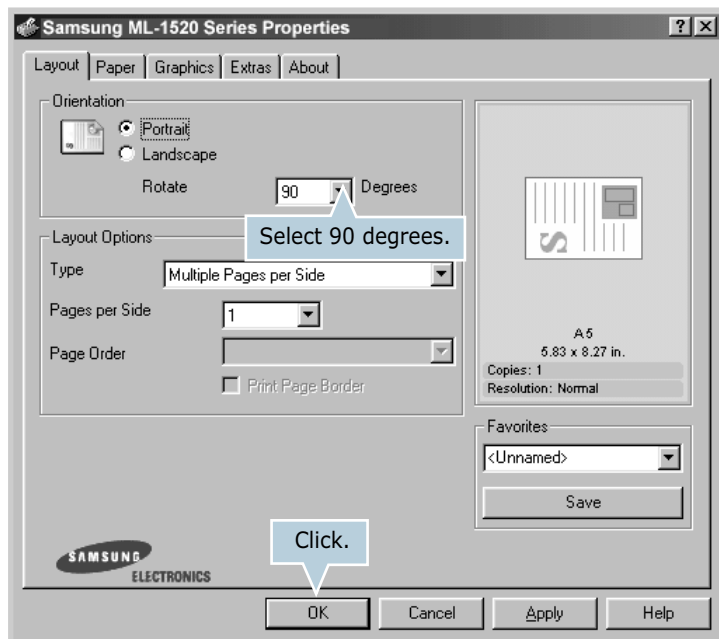 Samsung ML-1520 Series Properties
Layout Paper Graphics Extras About
Orientation
Portrait
Landscape
Rotate 90 Degrees
Select 90 degrees.
Layout Options
Type Multiple Pages per Side
Pages per Side 1
Page Order
Print Page Border
S
A5
5.83 x 8.27 in.
Copies: 1
Resolution: Normal
Favorites
<Unnamed>
Save
Click.
SAMSUNG
ELECTRONICS
OK Cancel Apply Help